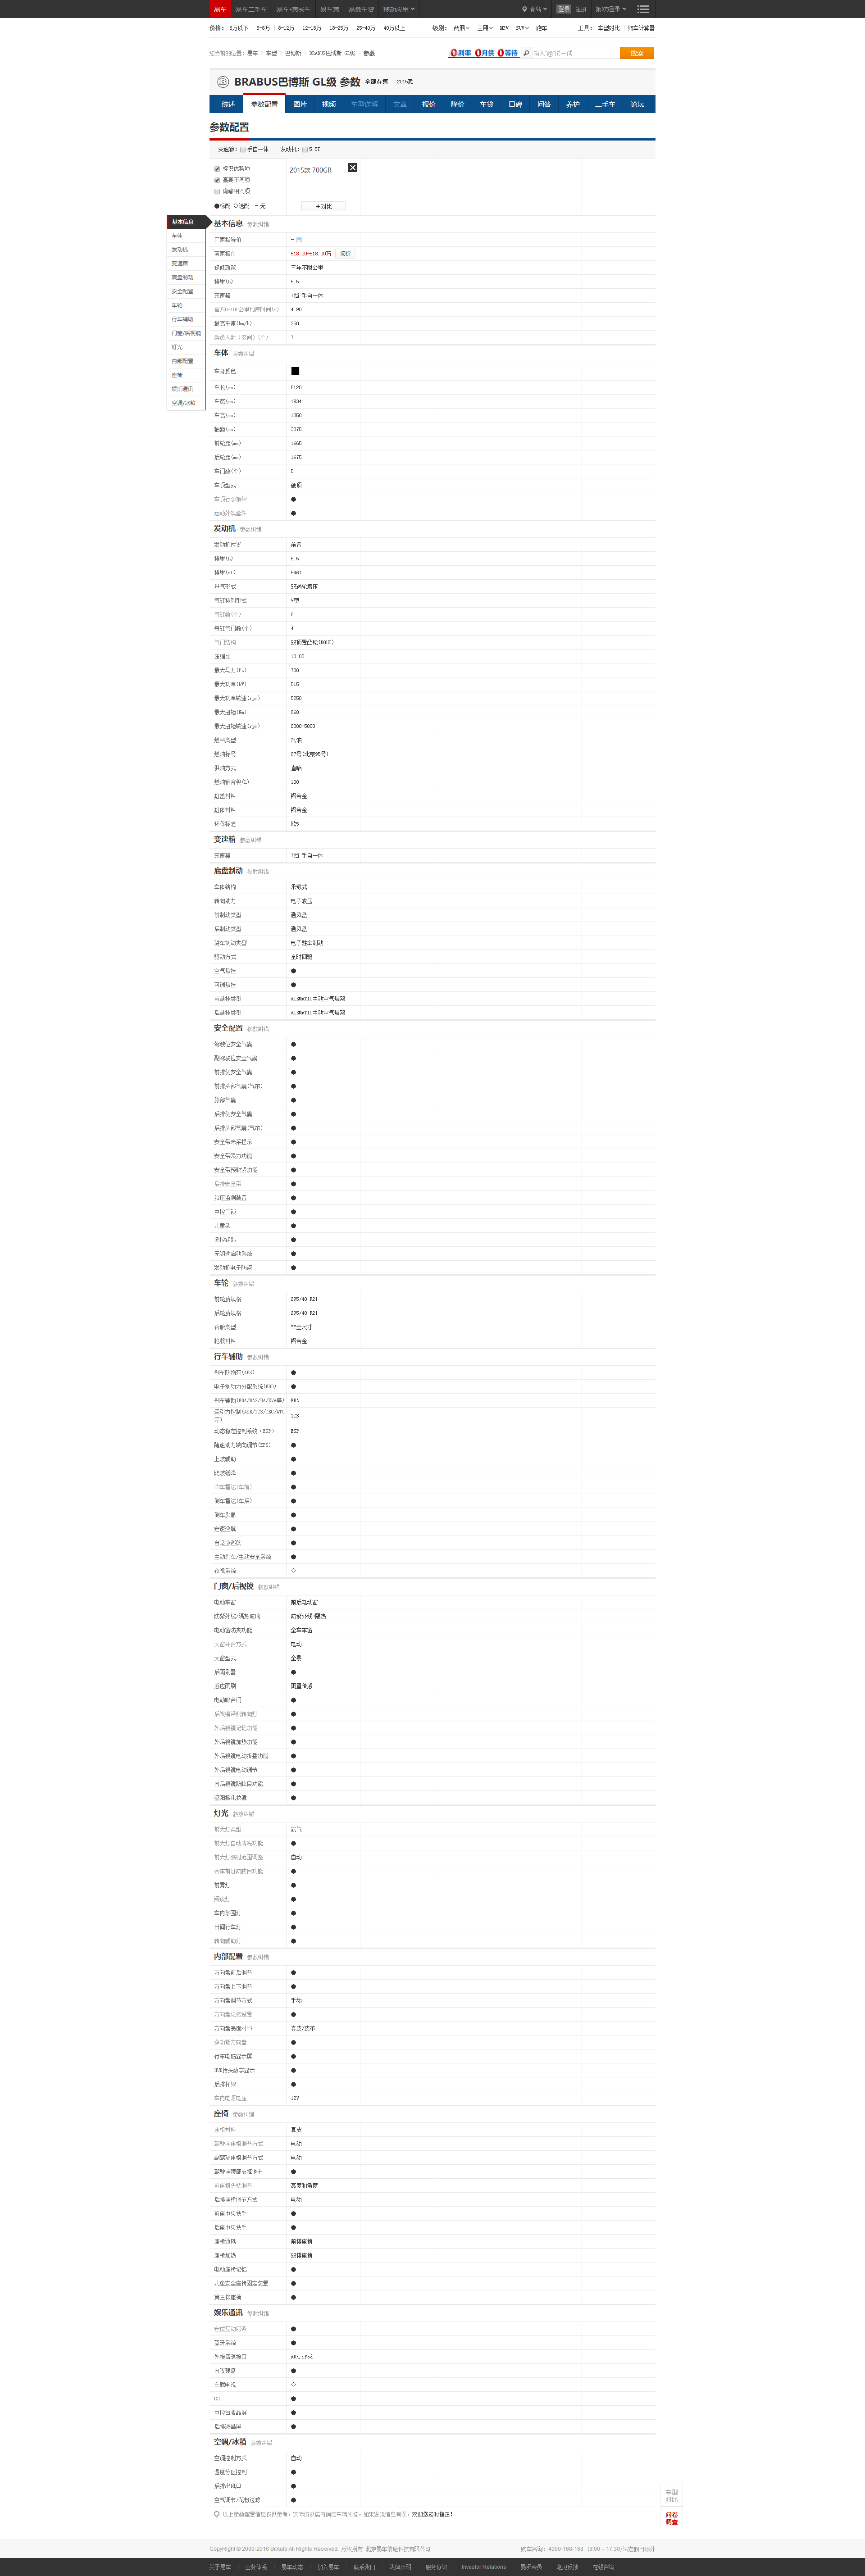 易车 易车二手车 易车•惠买车 易车惠 易鑫车贷 移动应用 青岛 登录 注册 第3方登录
价格: 5万以下 5-8万 8-12万 12-18万 18-25万 25-40万 40万以上 级别: 两厢 三厢 MPV SUV 跑车 工具: 车型对比 购车计算器
您当前的位置: 易车 > 车型 > 巴博斯 > BRABUS巴博斯 GL级 > 参数
0利率 0月供 0等待 搜索
BRABUS巴博斯 GL级 参数 全部在售 2015款
综述 参数配置 图片 视频 车型详解 文章 报价 降价 车贷 口碑 问答 养护 二手车 论坛
参数配置
变速箱: 手自一体 发动机: 5.5T
标识优势项
高亮不同项
隐藏相同项
●标配 ○选配 - 无
2015款 700GR
+对比
基本信息
车体
发动机
变速箱
底盘制动
安全配置
车轮
行车辅助
门窗/后视镜
灯光
内部配置
座椅
娱乐通讯
空调/冰箱
基本信息 参数纠错
厂家指导价 -
商家报价 518.00-518.00万 询价
保修政策 三年不限公里
排量(L) 5.5
变速箱 7挡 手自一体
官方0-100公里加速时间(s) 4.90
最高车速(km/h) 250
乘员人数（区间）(个) 7
车体 参数纠错
车身颜色
车长(mm) 5120
车宽(mm) 1934
车高(mm) 1850
轴距(mm) 3075
前轮距(mm) 1665
后轮距(mm) 1675
车门数(个) 5
车顶型式 硬顶
车顶行李箱架 ●
运动外观套件 ●
发动机 参数纠错
发动机位置 前置
排量(L) 5.5
排量(mL) 5461
进气形式 双涡轮增压
气缸排列型式 V型
气缸数(个) 8
每缸气门数(个) 4
气门结构 双顶置凸轮(DOHC)
压缩比 10.00
最大马力(Ps) 700
最大功率(kW) 515
最大功率转速(rpm) 5250
最大扭矩(Nm) 960
最大扭矩转速(rpm) 2000-5000
燃料类型 汽油
燃油标号 97号(北京95号)
供油方式 直喷
燃油箱容积(L) 100
缸盖材料 铝合金
缸体材料 铝合金
环保标准 欧5
变速箱 参数纠错
变速箱 7挡 手自一体
底盘制动 参数纠错
车体结构 承载式
转向助力 电子液压
前制动类型 通风盘
后制动类型 通风盘
驻车制动类型 电子驻车制动
驱动方式 全时四驱
空气悬挂 ●
可调悬挂 ●
前悬挂类型 AIRMATIC主动空气悬架
后悬挂类型 AIRMATIC主动空气悬架
安全配置 参数纠错
驾驶位安全气囊 ●
副驾驶位安全气囊 ●
前排侧安全气囊 ●
前排头部气囊(气帘) ●
膝部气囊 ●
后排侧安全气囊 ●
后排头部气囊(气帘) ●
安全带未系提示 ●
安全带限力功能 ●
安全带预收紧功能 ●
后排安全带 ●
胎压监测装置 ●
中控门锁 ●
儿童锁 ●
遥控钥匙 ●
无钥匙启动系统 ●
发动机电子防盗 ●
车轮 参数纠错
前轮胎规格 295/40 R21
后轮胎规格 295/40 R21
备胎类型 非全尺寸
轮毂材料 铝合金
行车辅助 参数纠错
刹车防抱死(ABS) ●
电子制动力分配系统(EBD) ●
刹车辅助(EBA/BAS/BA/EVA等) EBA
牵引力控制(ASR/TCS/TRC/ATC等) TCS
动态稳定控制系统（ESP） ESP
随速助力转向调节(EPS) ●
上坡辅助 ●
陡坡缓降 ●
泊车雷达(车前) ●
倒车雷达(车后) ●
倒车影像 ●
定速巡航 ●
自适应巡航 ●
主动刹车/主动安全系统 ●
夜视系统 ○
门窗/后视镜 参数纠错
电动车窗 前后电动窗
防紫外线/隔热玻璃 防紫外线+隔热
电动窗防夹功能 全车车窗
天窗开合方式 电动
天窗型式 全景
后雨刷器 ●
感应雨刷 雨量传感
电动吸合门 ●
后视镜带侧转向灯 ●
外后视镜记忆功能 ●
外后视镜加热功能 ●
外后视镜电动折叠功能 ●
外后视镜电动调节 ●
内后视镜防眩目功能 ●
遮阳板化妆镜 ●
灯光 参数纠错
前大灯类型 氙气
前大灯自动清洗功能 ●
前大灯照射范围调整 自动
会车前灯防眩目功能 ●
前雾灯 ●
阅读灯 ●
车内氛围灯 ●
日间行车灯 ●
转向辅助灯 ●
内部配置 参数纠错
方向盘前后调节 ●
方向盘上下调节 ●
方向盘调节方式 手动
方向盘记忆设置 ●
方向盘表面材料 真皮/皮革
多功能方向盘 ●
行车电脑显示屏 ●
HUD抬头数字显示 ●
后排杯架 ●
车内电源电压 12V
座椅 参数纠错
座椅材料 真皮
驾驶座座椅调节方式 电动
副驾驶座椅调节方式 电动
驾驶座腰部支撑调节 ●
前座椅头枕调节 高度和角度
后排座椅调节方式 电动
前座中央扶手 ●
后座中央扶手 ●
座椅通风 前排座椅
座椅加热 双排座椅
电动座椅记忆 ●
儿童安全座椅固定装置 ●
第三排座椅 ●
娱乐通讯 参数纠错
定位互动服务 ●
蓝牙系统 ●
外接音源接口 AUX、iPod
内置硬盘 ●
车载电视 ○
CD ●
中控台液晶屏 ●
后排液晶屏 ●
空调/冰箱 参数纠错
空调控制方式 自动
温度分区控制 ●
后排出风口 ●
空气调节/花粉过滤 ●
以上参数配置信息仅供参考，实际请以店内销售车辆为准。如果发现信息有误，欢迎您及时指正！
车型对比
问卷调查
CopyRight © 2000-2016 BitAuto,All Rights Reserved. 版权所有 北京易车信息科技有限公司 购车咨询：4000-168-168 （9:00 – 17:30) 法定假日除外
关于易车 业务体系 易车动态 加入易车 联系我们 法律声明 服务协议 Investor Relations 易湃会员 意见反馈 在线咨询